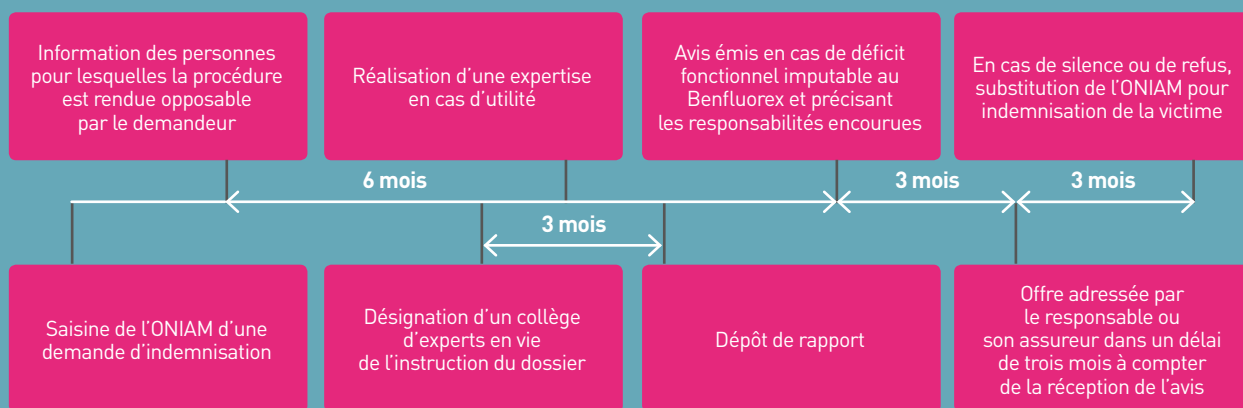 Information des personnes
pour lesquelles la procédure
est rendue opposable
par le demandeur
Réalisation d'une expertise
en cas d'utilité
Avis émis en cas de déficit
fonctionnel imputable au
Benfluorex et précisant
les responsabilités encourues
En cas de silence ou de refus,
substitution de l'ONIAM pour
indemnisation de la victime
6 mois
3 mois
3 mois
3 mois
Saisine de l'ONIAM d'une
demande d'indemnisation
Désignation d'un collège
d'experts en vie
de l'instruction du dossier
Dépôt de rapport
Offre adressée par
le responsable ou
son assureur dans un délai
de trois mois à compter
de la réception de l'avis